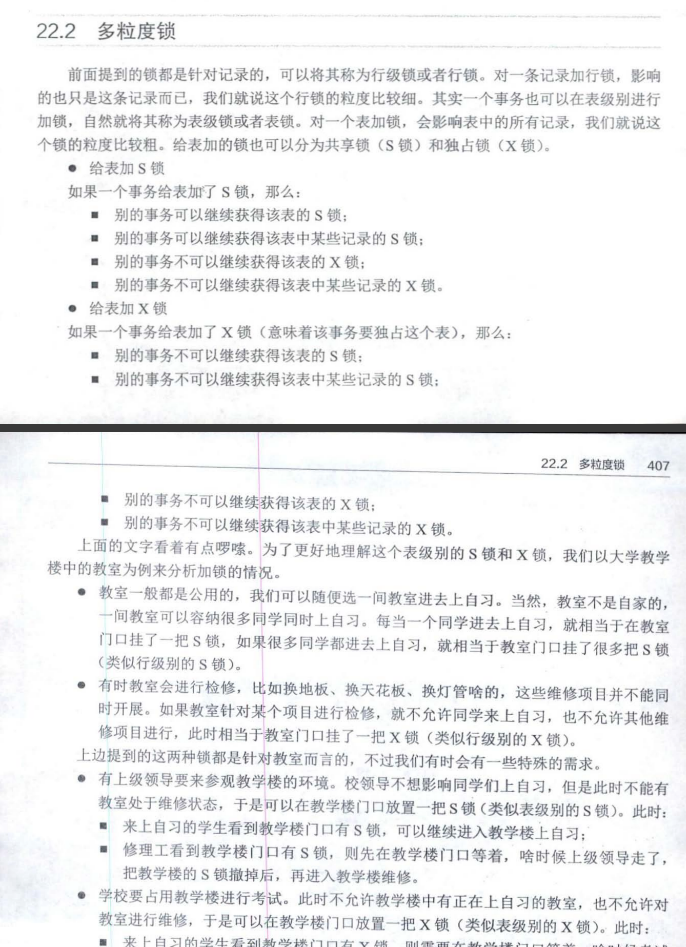 22.2 多粒度锁
前面提到的锁都是针对记录的，可以将其称为行级锁或者行锁。对一条记录加行锁，影响
的也只是这条记录而已，我们就说这个行锁的粒度比较细。其实一个事务也可以在表级别进行
加锁，自然就将其称为表级锁或者表锁。对一个表加锁，会影响表中的所有记录，我们就说这
个锁的粒度比较粗。给表加的锁也可以分为共享锁（S 锁）和独占锁（X 锁）。
● 给表加 S 锁
如果一个事务给表加了 S 锁，那么：
■ 别的事务可以继续获得该表的 S 锁；
■ 别的事务可以继续获得该表中某些记录的 S 锁；
■ 别的事务不可以继续获得该表的 X 锁；
■ 别的事务不可以继续获得该表中某些记录的 X 锁。
● 给表加 X 锁
如果一个事务给表加了 X 锁（意味着该事务要独占这个表），那么：
■ 别的事务不可以继续获得该表的 S 锁；
■ 别的事务不可以继续获得该表中某些记录的 S 锁；
22.2 多粒度锁 407
■ 别的事务不可以继续获得该表的 X 锁；
■ 别的事务不可以继续获得该表中某些记录的 X 锁。
上面的文字看着有点啰嗦。为了更好地理解这个表级别的 S 锁和 X 锁，我们以大学教学
楼中的教室为例来分析加锁的情况。
● 教室一般都是公用的，我们可以随便选一间教室进去上自习。当然，教室不是自家的，
一间教室可以容纳很多同学同时上自习。每当一个同学进去上自习，就相当于在教室
门口挂了一把 S 锁，如果很多同学都进去上自习，就相当于教室门口挂了很多把 S 锁
（类似行级别的 S 锁）。
● 有时教室会进行检修，比如换地板、换天花板、换灯管啥的，这些维修项目并不能同
时开展。如果教室针对某个项目进行检修，就不允许同学来上自习，也不允许其他维
修项目进行，此时相当于教室门口挂了一把 X 锁（类似行级别的 X 锁）。
上边提到的这两种锁都是针对教室而言的，不过我们有时会有一些特殊的需求。
● 有上级领导要来参观教学楼的环境。校领导不想影响同学们上自习，但是此时不能有
教室处于维修状态，于是可以在教学楼门口放置一把 S 锁（类似表级别的 S 锁）。此时：
■ 来上自习的学生看到教学楼门口有 S 锁，可以继续进入教学楼上自习；
■ 修理工看到教学楼门口有 S 锁，则先在教学楼门口等着，啥时候上级领导走了，
把教学楼的 S 锁撤掉后，再进入教学楼维修。
● 学校要占用教学楼进行考试。此时不允许教学楼中有正在上自习的教室，也不允许对
教室进行维修，于是可以在教学楼门口放置一把 X 锁（类似表级别的 X 锁）。此时：
■ 来上自习的学生看到教学楼门口有 X 锁，则需要在教学楼门口等着，啥时候考试